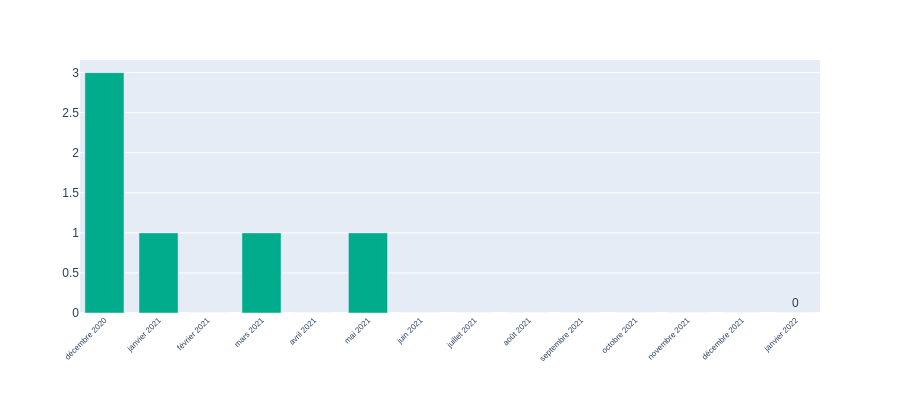 3
2.5
2
1.5
1
0.5
0
0
décembre 2020
janvier 2021
février 2021
mars 2021
avril 2021
mai 2021
juin 2021
juillet 2021
août 2021
septembre 2021
octobre 2021
novembre 2021
décembre 2021
janvier 2022